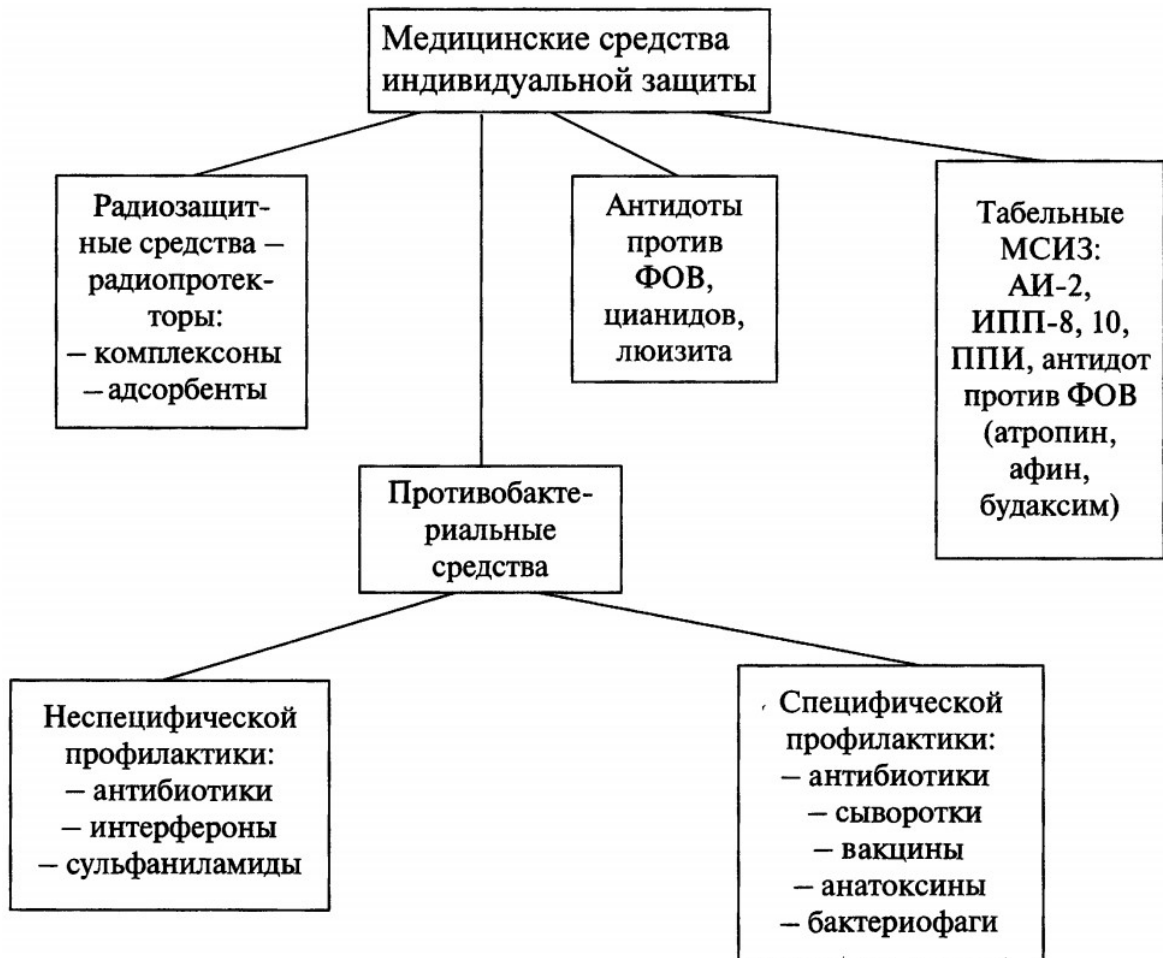 Медицинские средства
индивидуальной защиты
Радиозащит-
ные средства –
радиопротек-
торы:
– комплексоны
– адсорбенты
Антидоты
против
ФОВ,
цианидов,
люизита
Табельные
МСИЗ:
АИ-2,
ИПП-8, 10,
ППИ, антидот
против ФОВ
(атропин,
афин,
будаксим)
Противобакте-
риальные
средства
Неспецифической
профилактики:
– антибиотики
– интерфероны
– сульфаниламиды
Специфической
профилактики:
– антибиотики
– сыворотки
– вакцины
– анатоксины
– бактериофаги